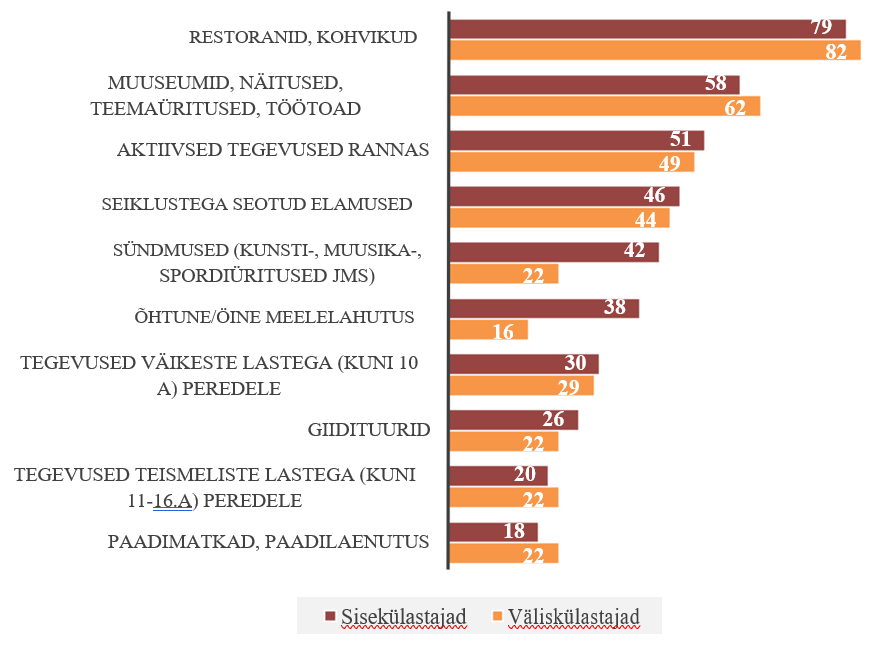 RESTORANID, KOHVIKUD
79
82
MUUSEUMID, NÄITUSED,
TEEMAÜRITUSED, TÖÖTOAD
58
62
AKTIIVSED TEGEVUSED RANNAS
51
49
SEIKLUSTEGA SEOTUD ELAMUSED
46
44
SÜNDMUSED (KUNSTI-, MUUSIKA-,
SPORDIÜRITUSED JMS)
42
22
ÕHTUNE/ÖINE MEELELAHUTUS
38
16
TEGEVUSED VÄIKESTE LASTEGA (KUNI 10
A) PEREDELE
30
29
GIIDITUURID
26
22
TEGEVUSED TEISMELISTE LASTEGA (KUNI
11-16.A) PEREDELE
20
22
PAADIMATKAD, PAADILAENUTUS
18
22
Sisekülastajad Väliskülastajad